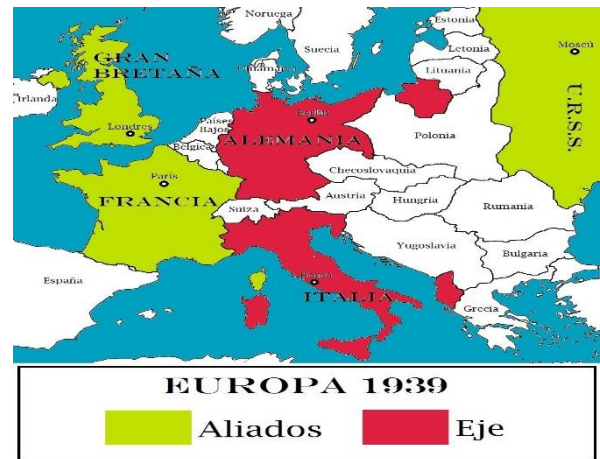 Noruega
Suecia
Estonia
Letonia
Lituania
Moscú
U.R.S.S.
GRAN
BRETAÑA
Dinamarca
Irlanda
Londres
Países
Bajos
Bélgica
Berlín
ALEMANIA
Polonia
París
FRANCIA
Checoslovaquia
Suiza
Austria
Hungría
Rumania
Yugoslavia
Bulgaria
España
ITALIA
Grecia
EUROPA 1939
Aliados
Eje